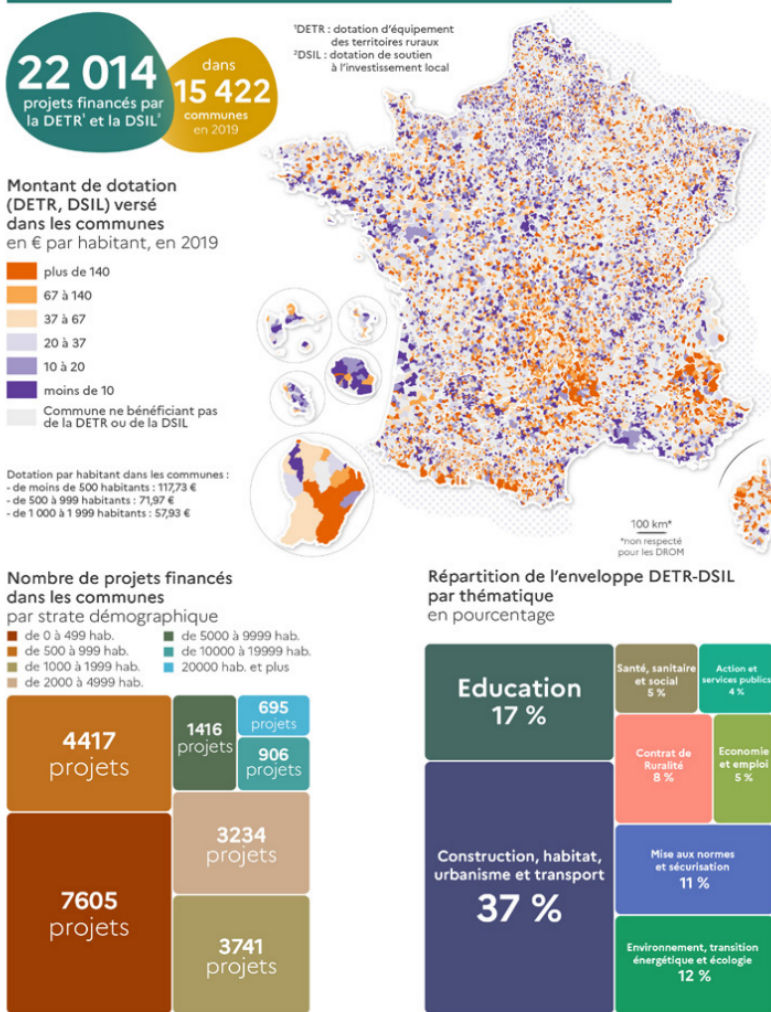 22 014
projets financés par
la DETR¹ et la DSIL²
dans
15 422
communes
en 2019
¹DETR : dotation d'équipement
des territoires ruraux
²DSIL : dotation de soutien
à l'investissement local
Montant de dotation
(DETR, DSIL) versé
dans les communes
en € par habitant, en 2019
plus de 140
67 à 140
37 à 67
20 à 37
10 à 20
moins de 10
Commune ne bénéficiant pas
de la DETR ou de la DSIL
Dotation par habitant dans les communes :
- de moins de 500 habitants : 117,73 €
- de 500 à 999 habitants : 71,97 €
- de 1 000 à 1 999 habitants : 57,93 €
100 km*
*non respecté
pour les DROM
Nombre de projets financés
dans les communes
par strate démographique
de 0 à 499 hab.
de 500 à 999 hab.
de 1000 à 1999 hab.
de 2000 à 4999 hab.
de 5000 à 9999 hab.
de 10000 à 19999 hab.
20000 hab. et plus
4417
projets
1416
projets
695
projets
906
projets
7605
projets
3234
projets
3741
projets
Répartition de l'enveloppe DETR-DSIL
par thématique
en pourcentage
Education
17 %
Santé, sanitaire
et social
5 %
Action et
services publics
4 %
Contrat de
Ruralité
8 %
Economie
et emploi
5 %
Construction, habitat,
urbanisme et transport
37 %
Mise aux normes
et sécurisation
11 %
Environnement, transition
énergétique et écologie
12 %